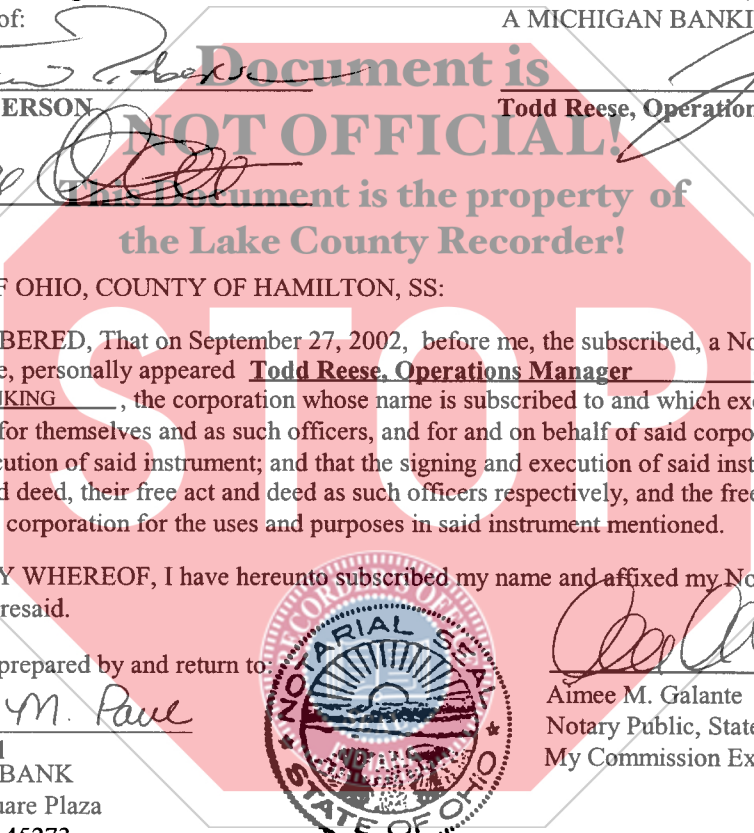 of: A MICHIGAN BANKI
Document is
ERSON Todd Reese, Operation
NOT OFFICIAL!
This Document is the property of
the Lake County Recorder!
F OHIO, COUNTY OF HAMILTON, SS:
BERED, That on September 27, 2002, before me, the subscribed, a No
e, personally appeared Todd Reese, Operations Manager
KING , the corporation whose name is subscribed to and which exe
for themselves and as such officers, and for and on behalf of said corpo
cution of said instrument; and that the signing and execution of said inst
d deed, their free act and deed as such officers respectively, and the free
corporation for the uses and purposes in said instrument mentioned.
STOP
Y WHEREOF, I have hereunto subscribed my name and affixed my No
resaid.
prepared by and return to:
M. Paul
Aimee M. Galante
Notary Public, State
My Commission Ex
l
BANK
uare Plaza
45273
RECORDER'S OFF
INDIANA
NOTARIAL SEAL
STATE OF OHIO